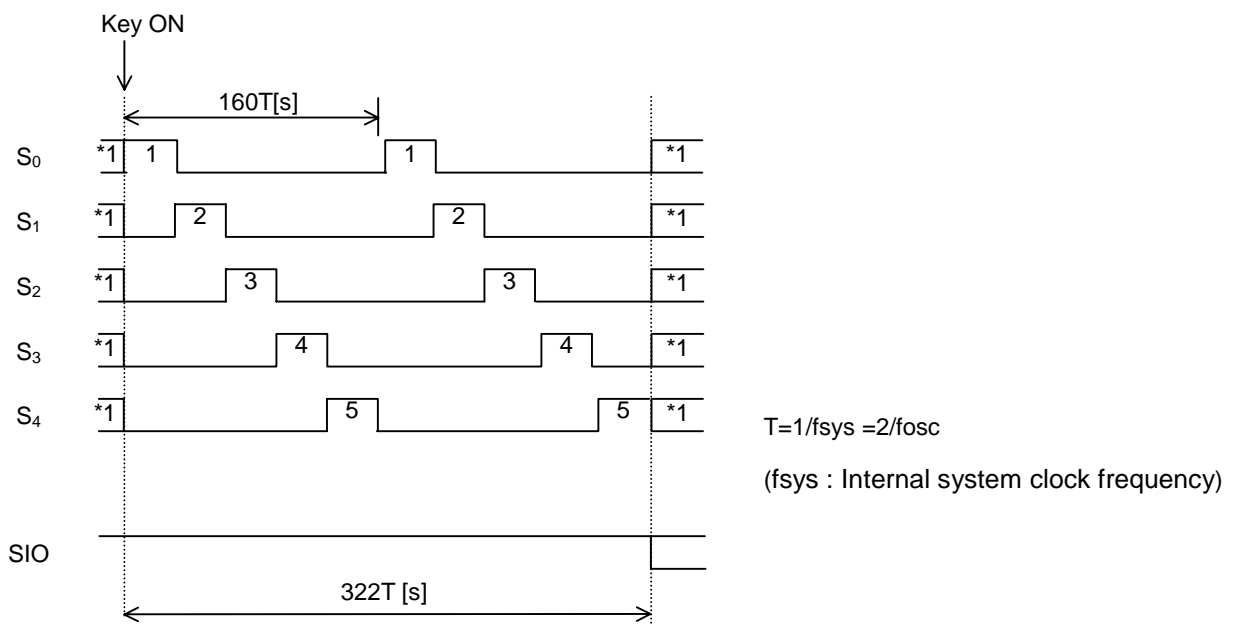 Key ON
160T[s]
S₀ *1 1 1 *1
S₁ *1 2 2 *1
S₂ *1 3 3 *1
S₃ *1 4 4 *1
S₄ *1 5 5 *1
T=1/fsys =2/fosc
(fsys : Internal system clock frequency)
SIO
322T [s]